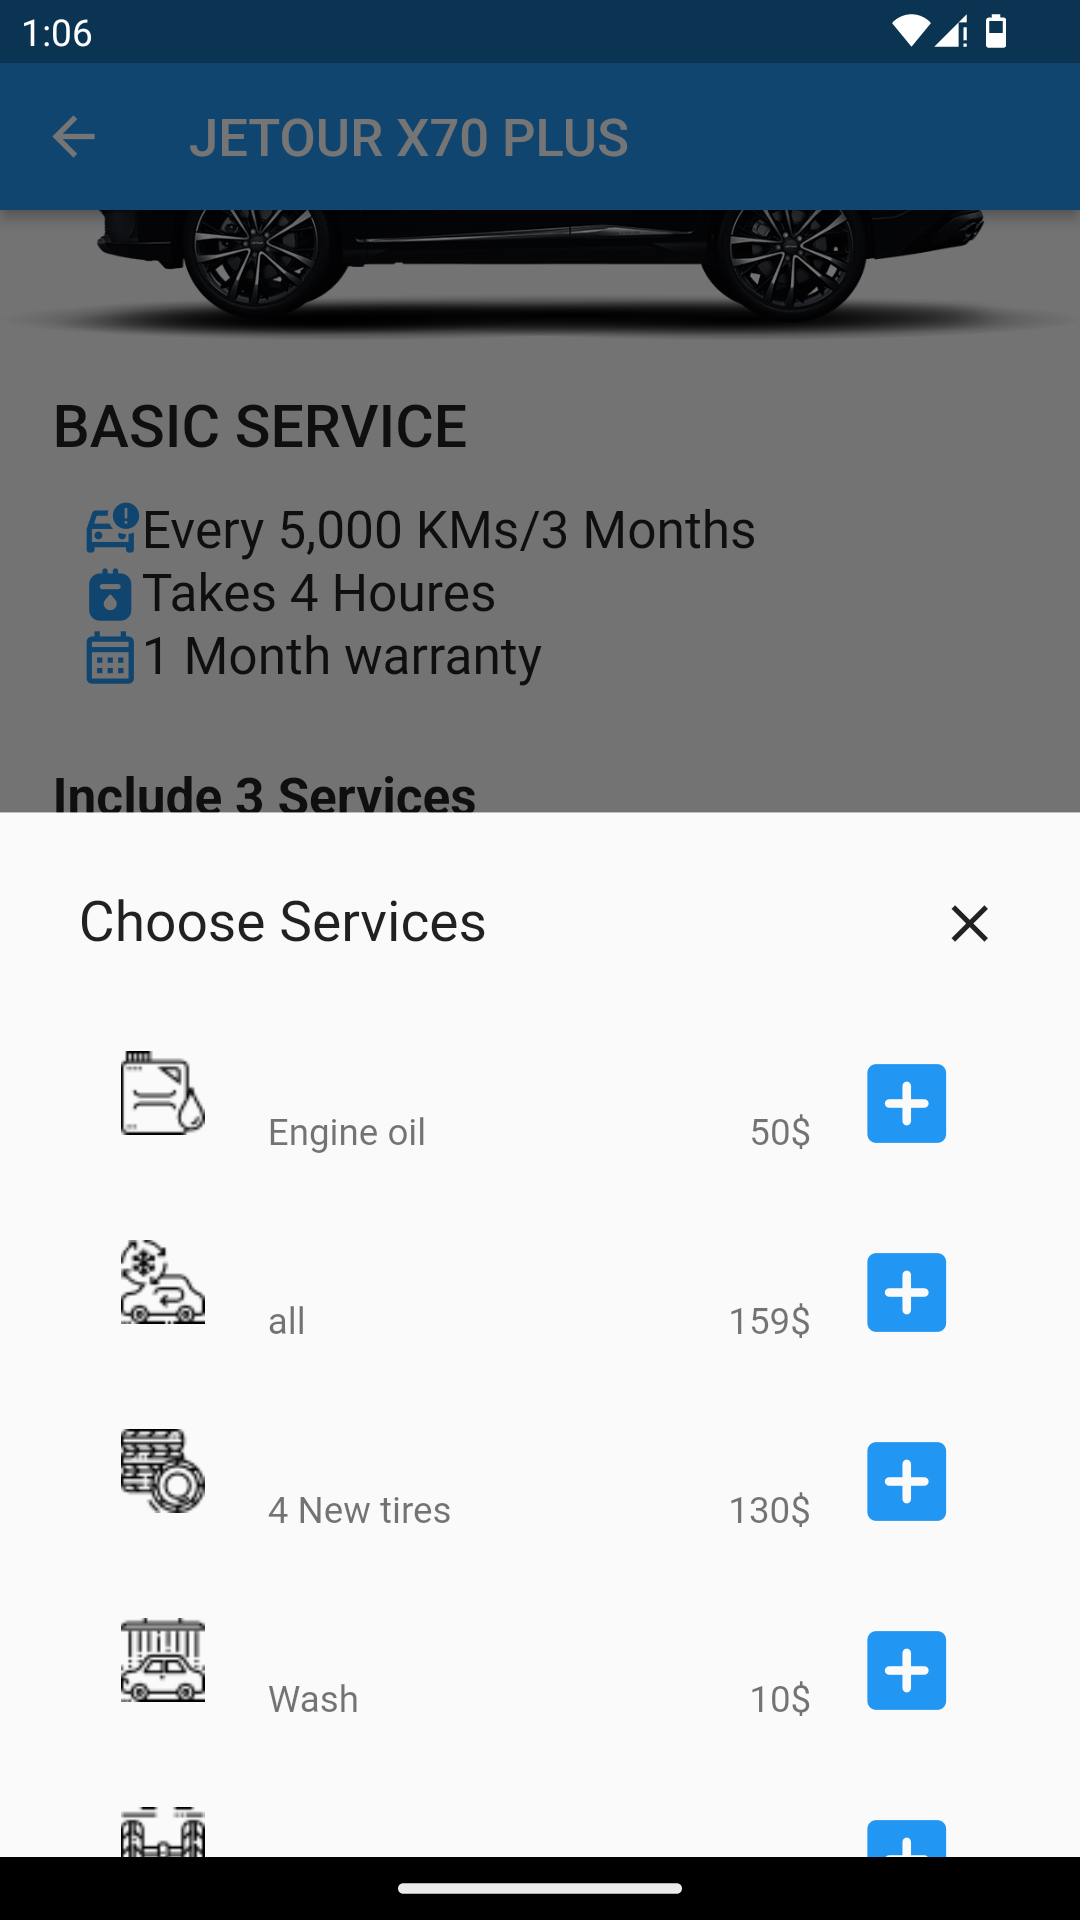 1:06
JETOUR X70 PLUS
BASIC SERVICE
Every 5,000 KMs/3 Months
Takes 4 Houres
1 Month warranty
Include 3 Services
Choose Services
Engine oil 50$
all 159$
4 New tires 130$
Wash 10$